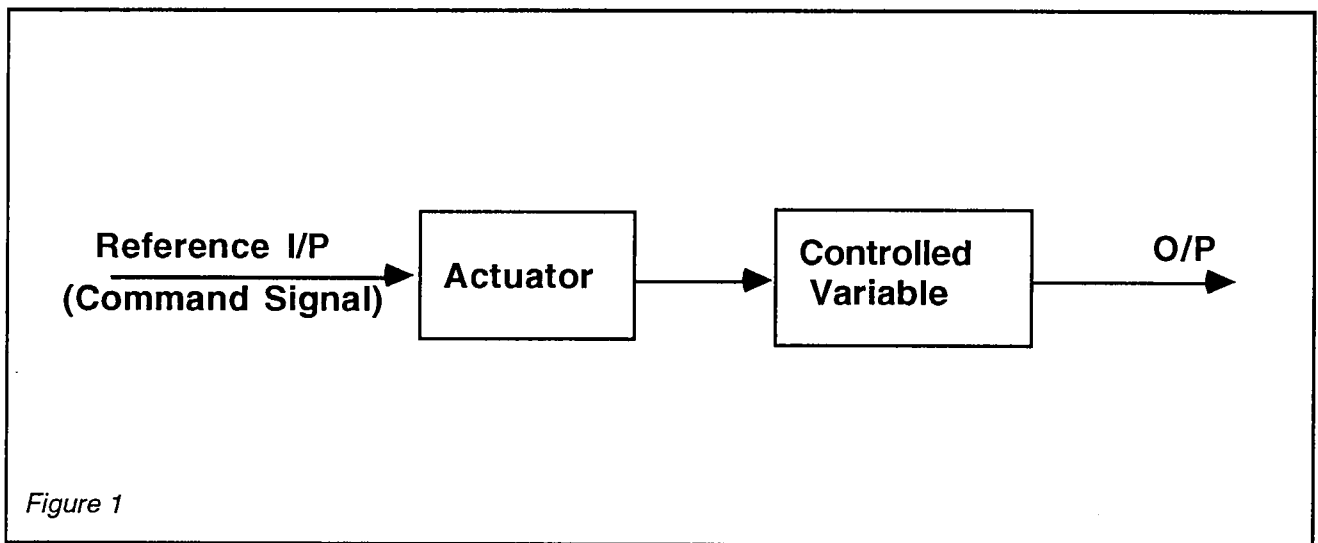 Reference I/P
(Command Signal)
Actuator
Controlled
Variable
O/P
Figure 1